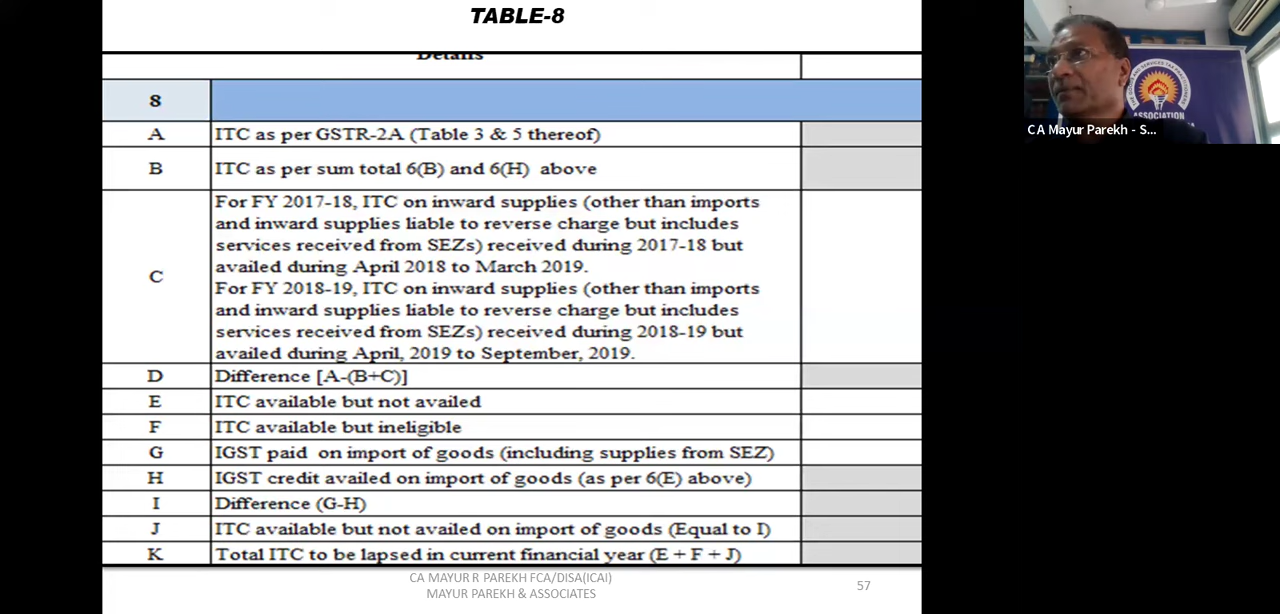 TABLE-8
Details
8
A ITC as per GSTR-2A (Table 3 & 5 thereof)
B ITC as per sum total 6(B) and 6(H) above
C
For FY 2017-18, ITC on inward supplies (other than imports
and inward supplies liable to reverse charge but includes
services received from SEZs) received during 2017-18 but
availed during April 2018 to March 2019.
For FY 2018-19, ITC on inward supplies (other than imports
and inward supplies liable to reverse charge but includes
services received from SEZs) received during 2018-19 but
availed during April, 2019 to September, 2019.
D Difference [A-(B+C)]
E ITC available but not availed
F ITC available but ineligible
G IGST paid on import of goods (including supplies from SEZ)
H IGST credit availed on import of goods (as per 6(E) above)
I Difference (G-H)
J ITC available but not availed on import of goods (Equal to I)
K Total ITC to be lapsed in current financial year (E + F + J)
CA MAYUR R PAREKH FCA/DISA(ICAI)
MAYUR PAREKH & ASSOCIATES
57
ASSOCIATION
C A Mayur Parekh - S...